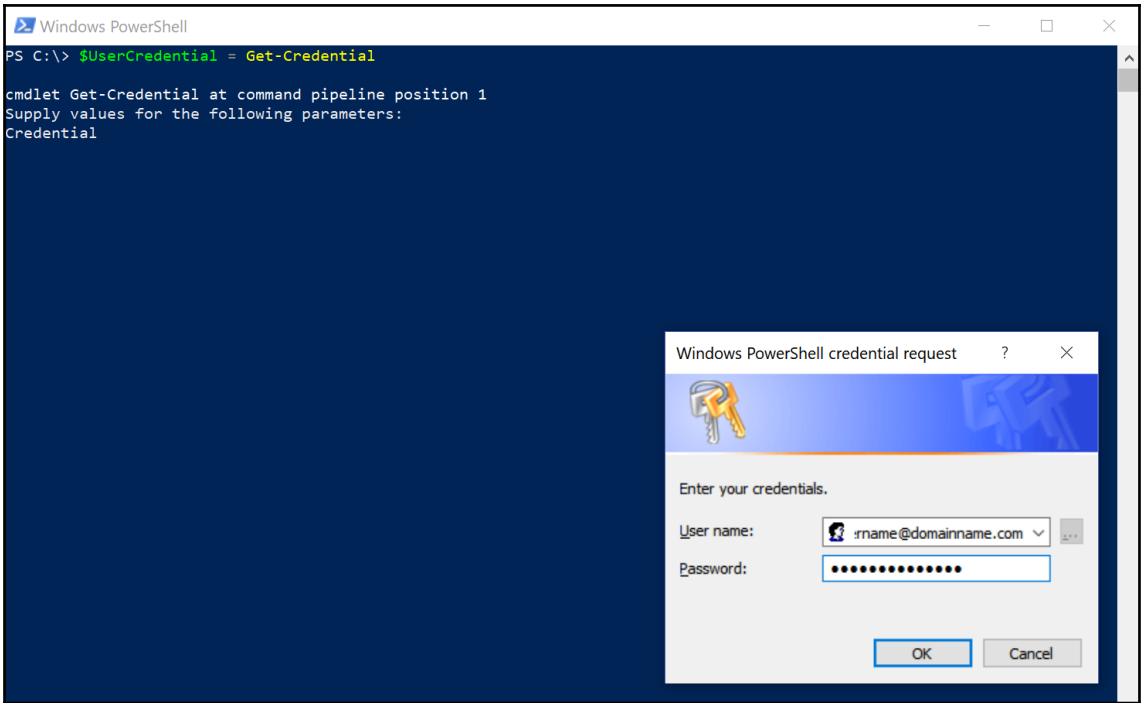 Windows PowerShell
PS C:\> $UserCredential = Get-Credential
cmdlet Get-Credential at command pipeline position 1
Supply values for the following parameters:
Credential
Windows PowerShell credential request ?
Enter your credentials.
User name: :rname@domainname.com ...
Password: ••••••••••••••
OK Cancel